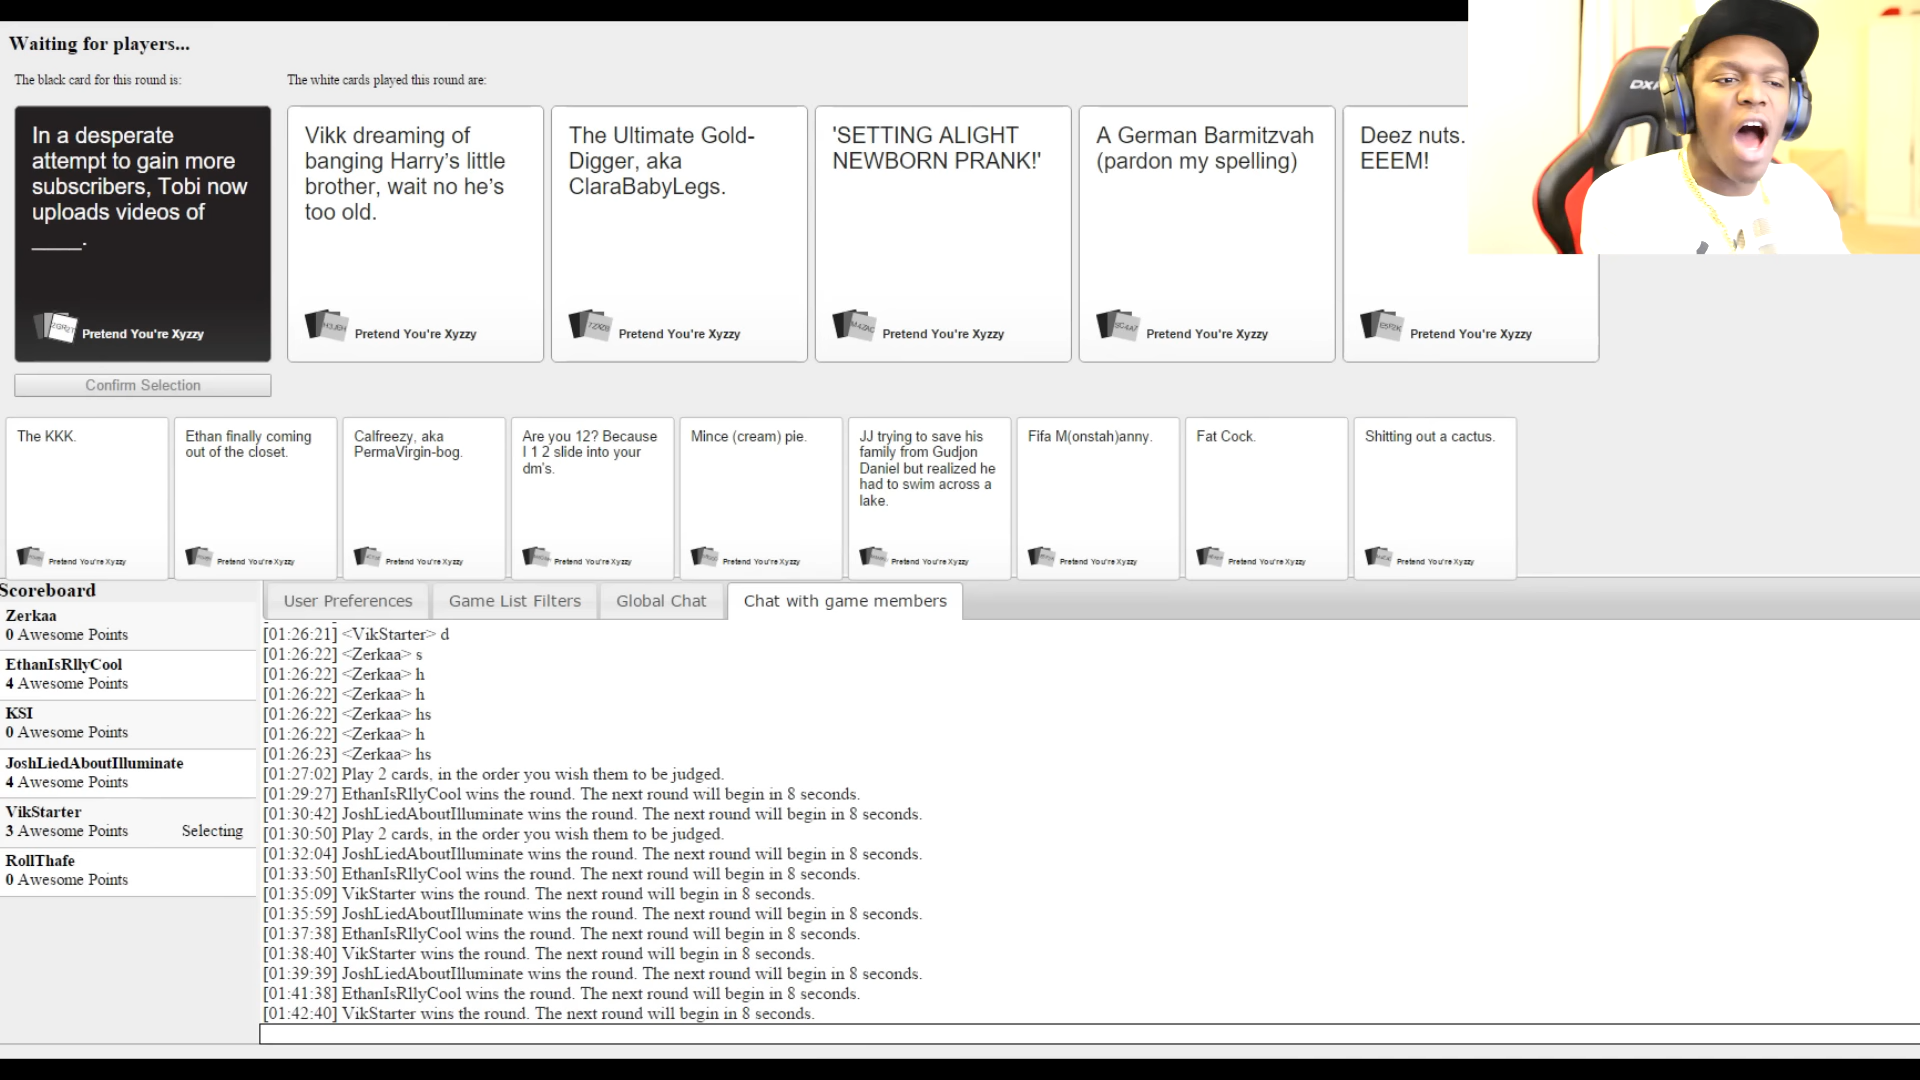 Waiting for players...
The black card for this round is:
The white cards played this round are:
In a desperate
attempt to gain more
subscribers, Tobi now
uploads videos of
_____.
Pretend You're Xyzzy
Vikk dreaming of
banging Harry’s little
brother, wait no he’s
too old.
Pretend You're Xyzzy
The Ultimate Gold-
Digger, aka
ClaraBabyLegs.
Pretend You're Xyzzy
'SETTING ALIGHT
NEWBORN PRANK!'
Pretend You're Xyzzy
A German Barmitzvah
(pardon my spelling)
Pretend You're Xyzzy
Deez nuts.
EEEM!
Pretend You're Xyzzy
Confirm Selection
The KKK.
Pretend You're Xyzzy
Ethan finally coming
out of the closet.
Pretend You're Xyzzy
Calfreezy, aka
PermaVirgin-bog.
Pretend You're Xyzzy
Are you 12? Because
I 1 2 slide into your
dm's.
Pretend You're Xyzzy
Mince (cream) pie.
Pretend You're Xyzzy
JJ trying to save his
family from Gudjon
Daniel but realized he
had to swim across a
lake.
Pretend You're Xyzzy
Fifa M(onstah)anny.
Pretend You're Xyzzy
Fat Cock.
Pretend You're Xyzzy
Shitting out a cactus.
Pretend You're Xyzzy
Scoreboard
Zerkaa
0 Awesome Points
EthanIsRllyCool
4 Awesome Points
KSI
0 Awesome Points
JoshLiedAboutIlluminate
4 Awesome Points
VikStarter
3 Awesome Points Selecting
RollThafe
0 Awesome Points
User Preferences
Game List Filters
Global Chat
Chat with game members
[01:26:21] <VikStarter> d
[01:26:22] <Zerkaa> s
[01:26:22] <Zerkaa> h
[01:26:22] <Zerkaa> h
[01:26:22] <Zerkaa> hs
[01:26:22] <Zerkaa> h
[01:26:23] <Zerkaa> hs
[01:27:02] Play 2 cards, in the order you wish them to be judged.
[01:29:27] EthanIsRllyCool wins the round. The next round will begin in 8 seconds.
[01:30:42] JoshLiedAboutIlluminate wins the round. The next round will begin in 8 seconds.
[01:30:50] Play 2 cards, in the order you wish them to be judged.
[01:32:04] JoshLiedAboutIlluminate wins the round. The next round will begin in 8 seconds.
[01:33:50] EthanIsRllyCool wins the round. The next round will begin in 8 seconds.
[01:35:09] VikStarter wins the round. The next round will begin in 8 seconds.
[01:35:59] JoshLiedAboutIlluminate wins the round. The next round will begin in 8 seconds.
[01:37:38] EthanIsRllyCool wins the round. The next round will begin in 8 seconds.
[01:38:40] VikStarter wins the round. The next round will begin in 8 seconds.
[01:39:39] JoshLiedAboutIlluminate wins the round. The next round will begin in 8 seconds.
[01:41:38] EthanIsRllyCool wins the round. The next round will begin in 8 seconds.
[01:42:40] VikStarter wins the round. The next round will begin in 8 seconds.